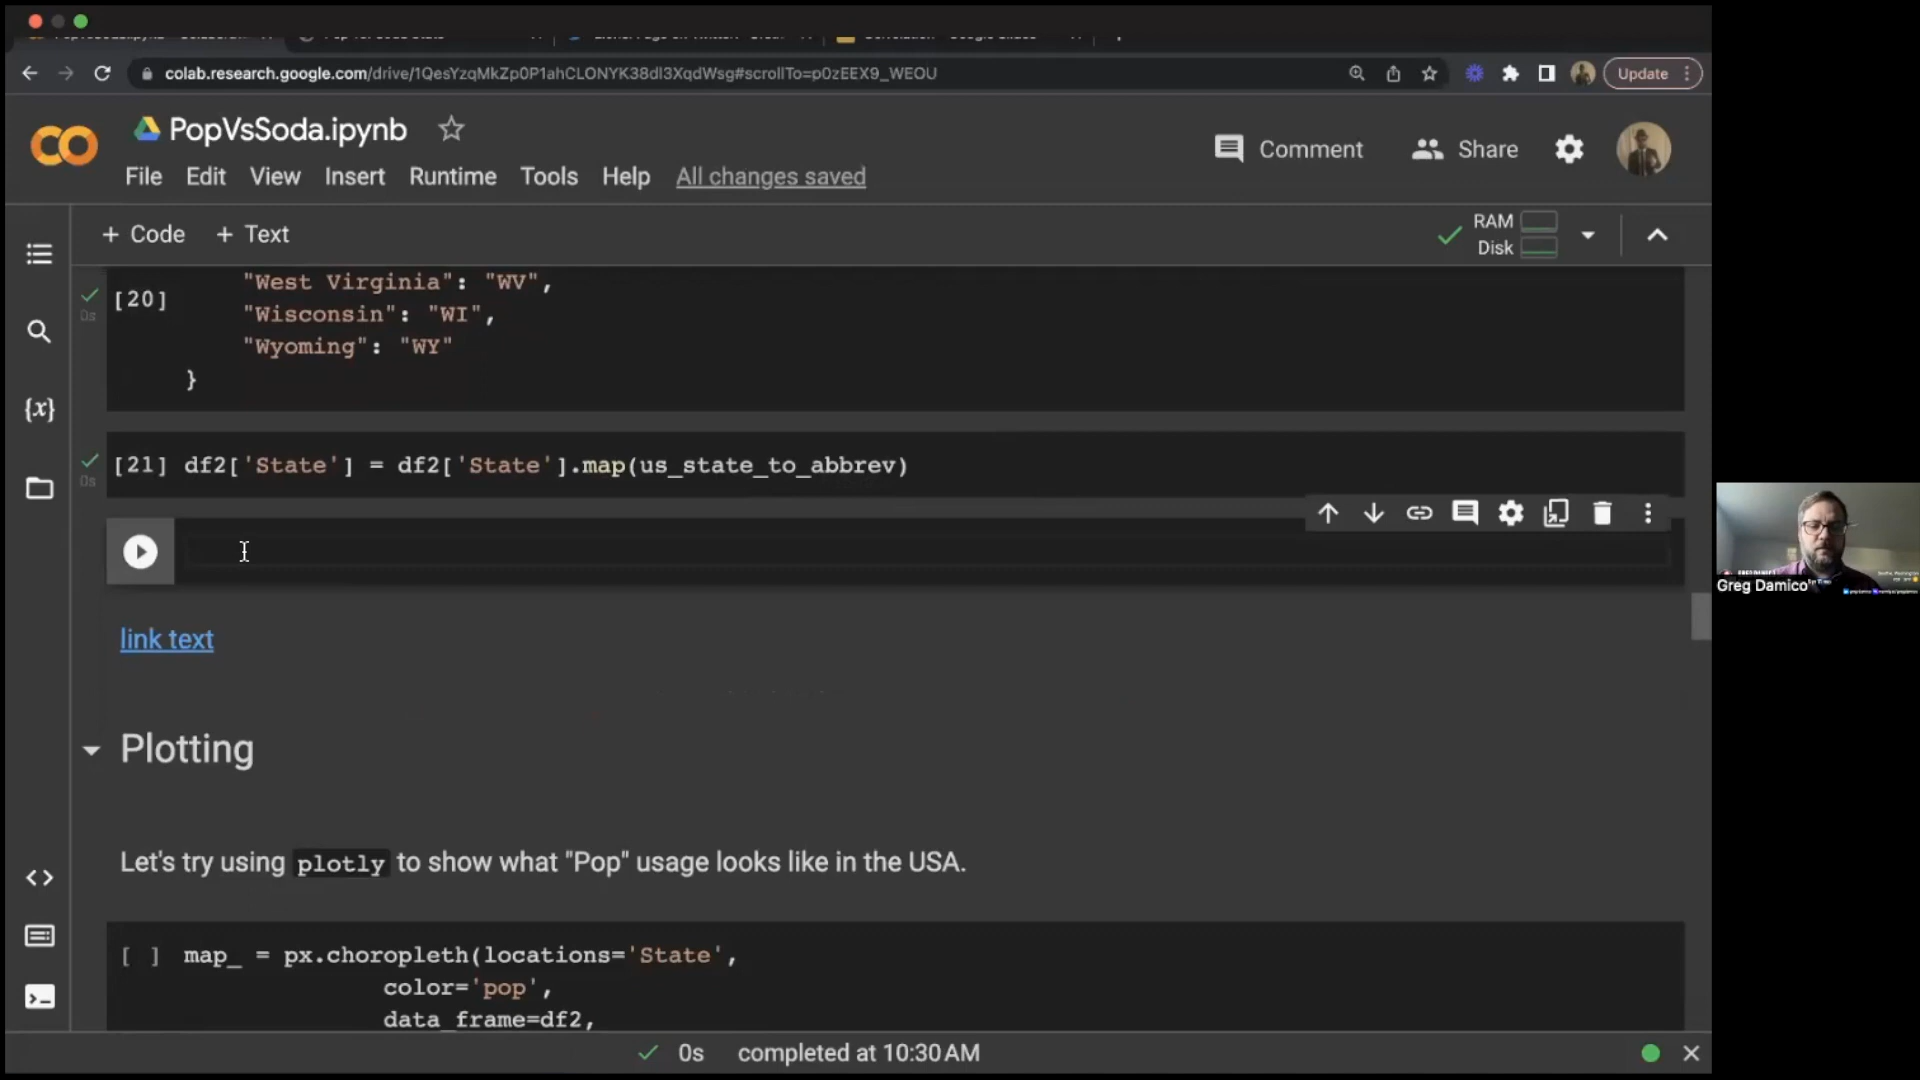 colab.research.google.com/drive/1QesYzqMkZp0P1ahCLONYK38dI3XqdWsg#scrollTo=p0zEEX9_WEOU
Update
PopVsSoda.ipynb
Comment
Share
File Edit View Insert Runtime Tools Help All changes saved
+ Code + Text
RAM
Disk
[20]
0s
"West Virginia": "WV",
"Wisconsin": "WI",
"Wyoming": "WY"
}
[21] df2['State'] = df2['State'].map(us_state_to_abbrev)
0s
{x}
link text
Plotting
Let's try using plotly to show what "Pop" usage looks like in the USA.
[ ] map_ = px.choropleth(locations='State',
color='pop',
data_frame=df2,
0s completed at 10:30 AM
Greg Damico